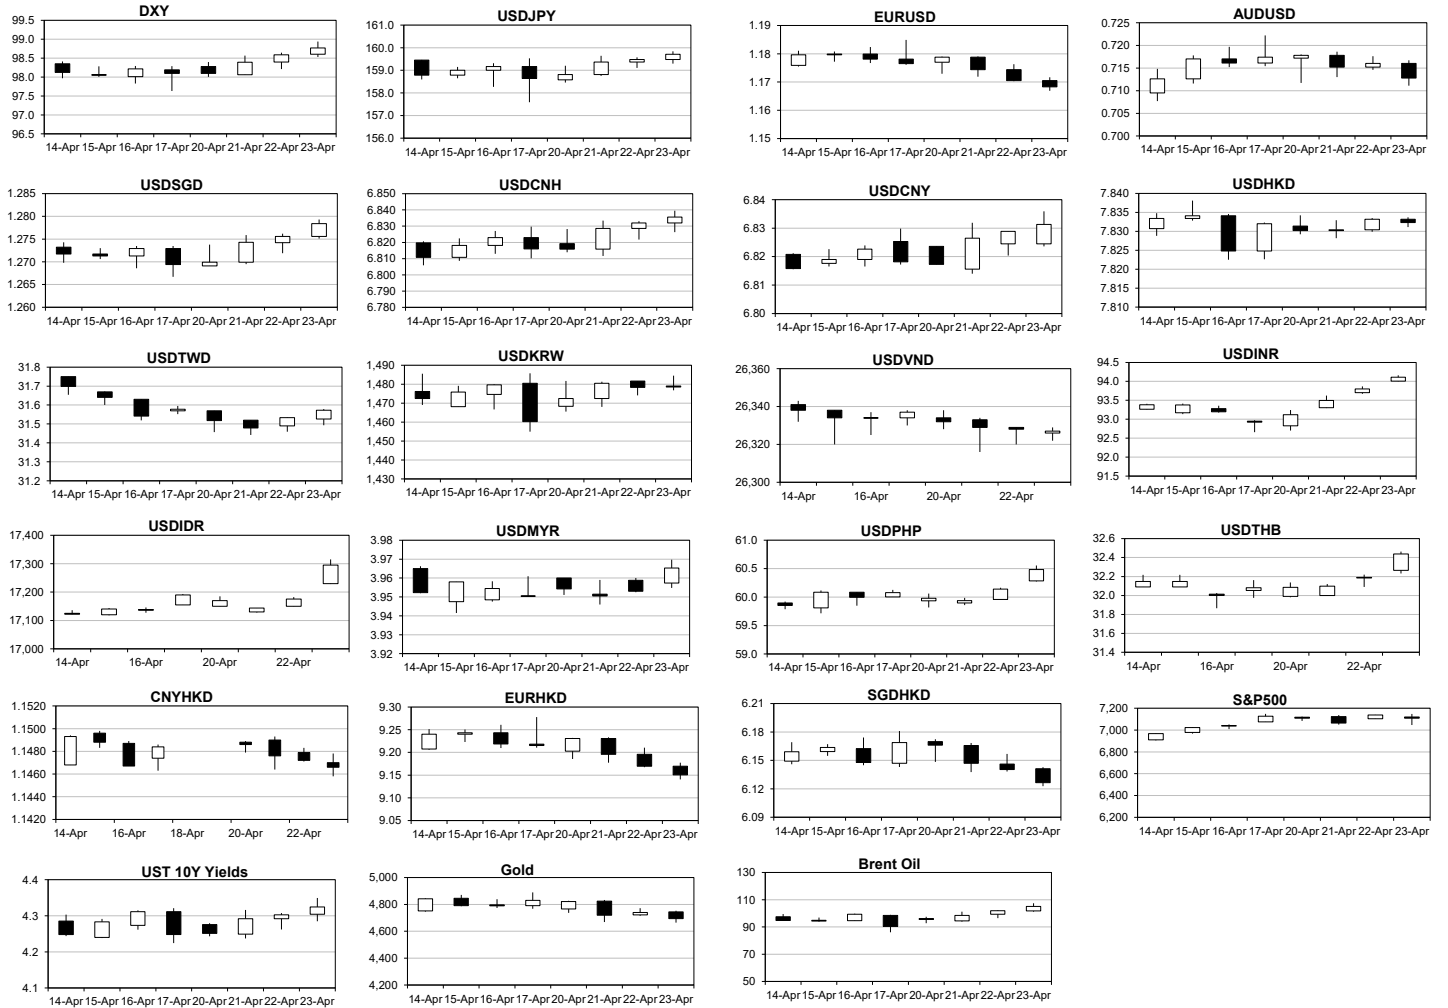 DXY
99.5
99.0
98.5
98.0
97.5
97.0
96.5
14-Apr 15-Apr 16-Apr 17-Apr 20-Apr 21-Apr 22-Apr 23-Apr
USDJPY
161.0
160.0
159.0
158.0
157.0
156.0
14-Apr 15-Apr 16-Apr 17-Apr 20-Apr 21-Apr 22-Apr 23-Apr
EURUSD
1.19
1.18
1.17
1.16
1.15
14-Apr 15-Apr 16-Apr 17-Apr 20-Apr 21-Apr 22-Apr 23-Apr
AUDUSD
0.725
0.720
0.715
0.710
0.705
0.700
14-Apr 15-Apr 16-Apr 17-Apr 20-Apr 21-Apr 22-Apr 23-Apr
USDSGD
1.285
1.280
1.275
1.270
1.265
1.260
14-Apr 15-Apr 16-Apr 17-Apr 20-Apr 21-Apr 22-Apr 23-Apr
USDCNH
6.850
6.840
6.830
6.820
6.810
6.800
6.790
6.780
14-Apr 15-Apr 16-Apr 17-Apr 20-Apr 21-Apr 22-Apr 23-Apr
USDCNY
6.84
6.83
6.82
6.81
6.80
14-Apr 15-Apr 16-Apr 17-Apr 20-Apr 21-Apr 22-Apr 23-Apr
USDHKD
7.840
7.835
7.830
7.825
7.820
7.815
7.810
14-Apr 15-Apr 16-Apr 17-Apr 20-Apr 21-Apr 22-Apr 23-Apr
USDTWD
31.8
31.7
31.6
31.5
31.4
31.3
31.2
14-Apr 15-Apr 16-Apr 17-Apr 20-Apr 21-Apr 22-Apr 23-Apr
USDKRW
1,490
1,480
1,470
1,460
1,450
1,440
1,430
14-Apr 15-Apr 16-Apr 17-Apr 20-Apr 21-Apr 22-Apr 23-Apr
USDVND
26,360
26,340
26,320
26,300
14-Apr 16-Apr 20-Apr 22-Apr
USDINR
94.5
94.0
93.5
93.0
92.5
92.0
91.5
14-Apr 15-Apr 16-Apr 17-Apr 20-Apr 21-Apr 22-Apr 23-Apr
USDIDR
17,400
17,300
17,200
17,100
17,000
14-Apr 16-Apr 20-Apr 22-Apr
USDMYR
3.98
3.97
3.96
3.95
3.94
3.93
3.92
14-Apr 15-Apr 16-Apr 17-Apr 20-Apr 21-Apr 22-Apr 23-Apr
USDPHP
61.0
60.5
60.0
59.5
59.0
14-Apr 15-Apr 16-Apr 17-Apr 20-Apr 21-Apr 22-Apr 23-Apr
USDTHB
32.6
32.4
32.2
32.0
31.8
31.6
31.4
14-Apr 16-Apr 20-Apr 22-Apr
CNYHKD
1.1520
1.1500
1.1480
1.1460
1.1440
1.1420
14-Apr 16-Apr 18-Apr 20-Apr 22-Apr
EURHKD
9.30
9.25
9.20
9.15
9.10
9.05
14-Apr 15-Apr 16-Apr 17-Apr 20-Apr 21-Apr 22-Apr 23-Apr
SGDHKD
6.21
6.18
6.15
6.12
6.09
14-Apr 15-Apr 16-Apr 17-Apr 20-Apr 21-Apr 22-Apr 23-Apr
S&P500
7,200
7,000
6,800
6,600
6,400
6,200
14-Apr 15-Apr 16-Apr 17-Apr 20-Apr 21-Apr 22-Apr 23-Apr
UST 10Y Yields
4.4
4.3
4.2
4.1
14-Apr 15-Apr 16-Apr 17-Apr 20-Apr 21-Apr 22-Apr 23-Apr
Gold
5,000
4,800
4,600
4,400
4,200
14-Apr 15-Apr 16-Apr 17-Apr 20-Apr 21-Apr 22-Apr 23-Apr
Brent Oil
130
110
90
70
50
14-Apr 15-Apr 16-Apr 17-Apr 20-Apr 21-Apr 22-Apr 23-Apr